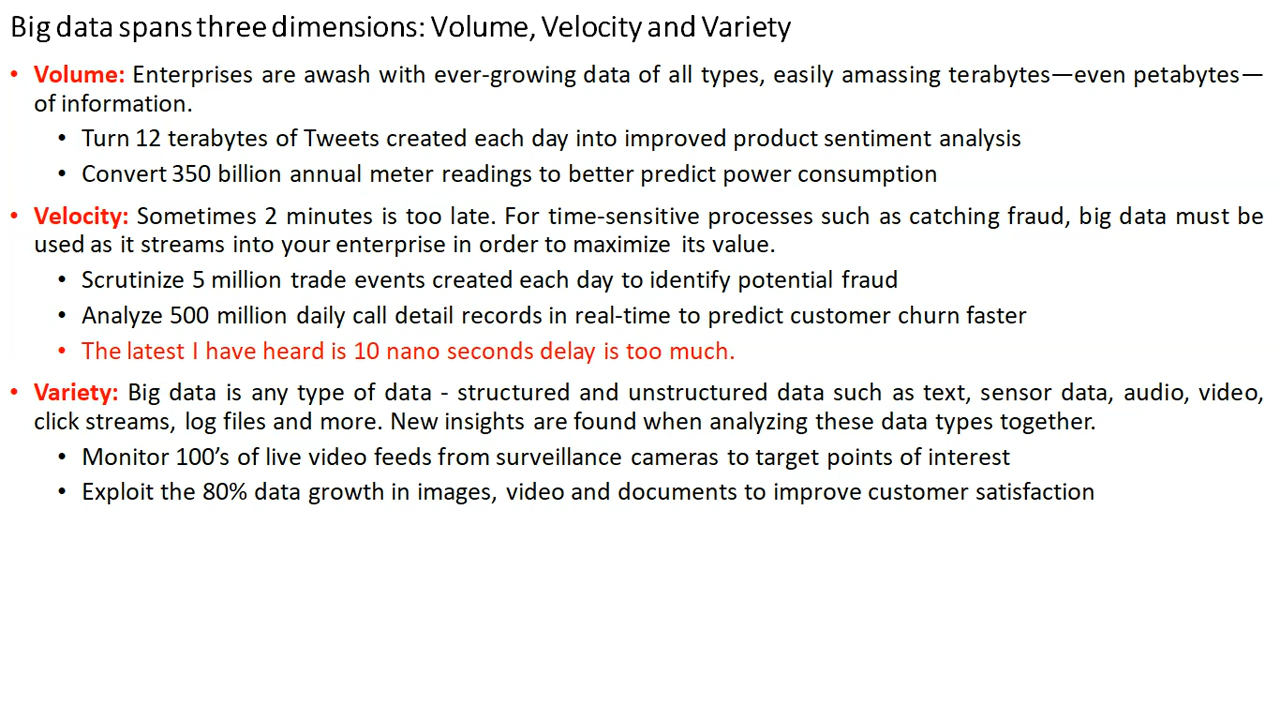 Big data spans three dimensions: Volume, Velocity and Variety
• Volume: Enterprises are awash with ever-growing data of all types, easily amassing terabytes—even petabytes—
of information.
• Turn 12 terabytes of Tweets created each day into improved product sentiment analysis
• Convert 350 billion annual meter readings to better predict power consumption
• Velocity: Sometimes 2 minutes is too late. For time-sensitive processes such as catching fraud, big data must be
used as it streams into your enterprise in order to maximize its value.
• Scrutinize 5 million trade events created each day to identify potential fraud
• Analyze 500 million daily call detail records in real-time to predict customer churn faster
• The latest I have heard is 10 nano seconds delay is too much.
• Variety: Big data is any type of data - structured and unstructured data such as text, sensor data, audio, video,
click streams, log files and more. New insights are found when analyzing these data types together.
• Monitor 100’s of live video feeds from surveillance cameras to target points of interest
• Exploit the 80% data growth in images, video and documents to improve customer satisfaction